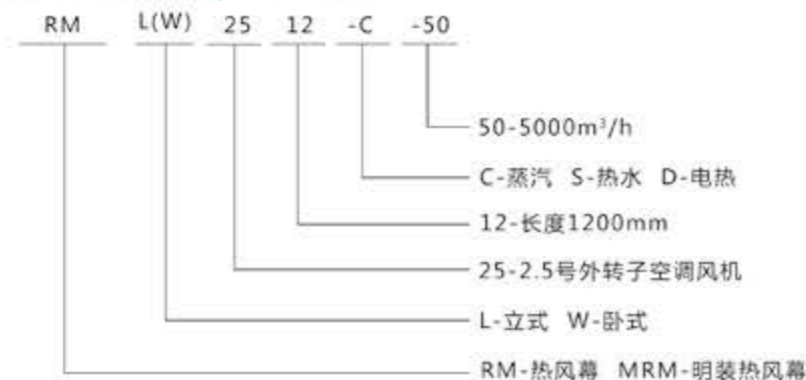 RM L(W) 25 12 -C -50
50-5000m³/h
C-蒸汽 S-热水 D-电热
12-长度1200mm
25-2.5号外转子空调风机
L-立式 W-卧式
RM-热风幕 MRM-明装热风幕